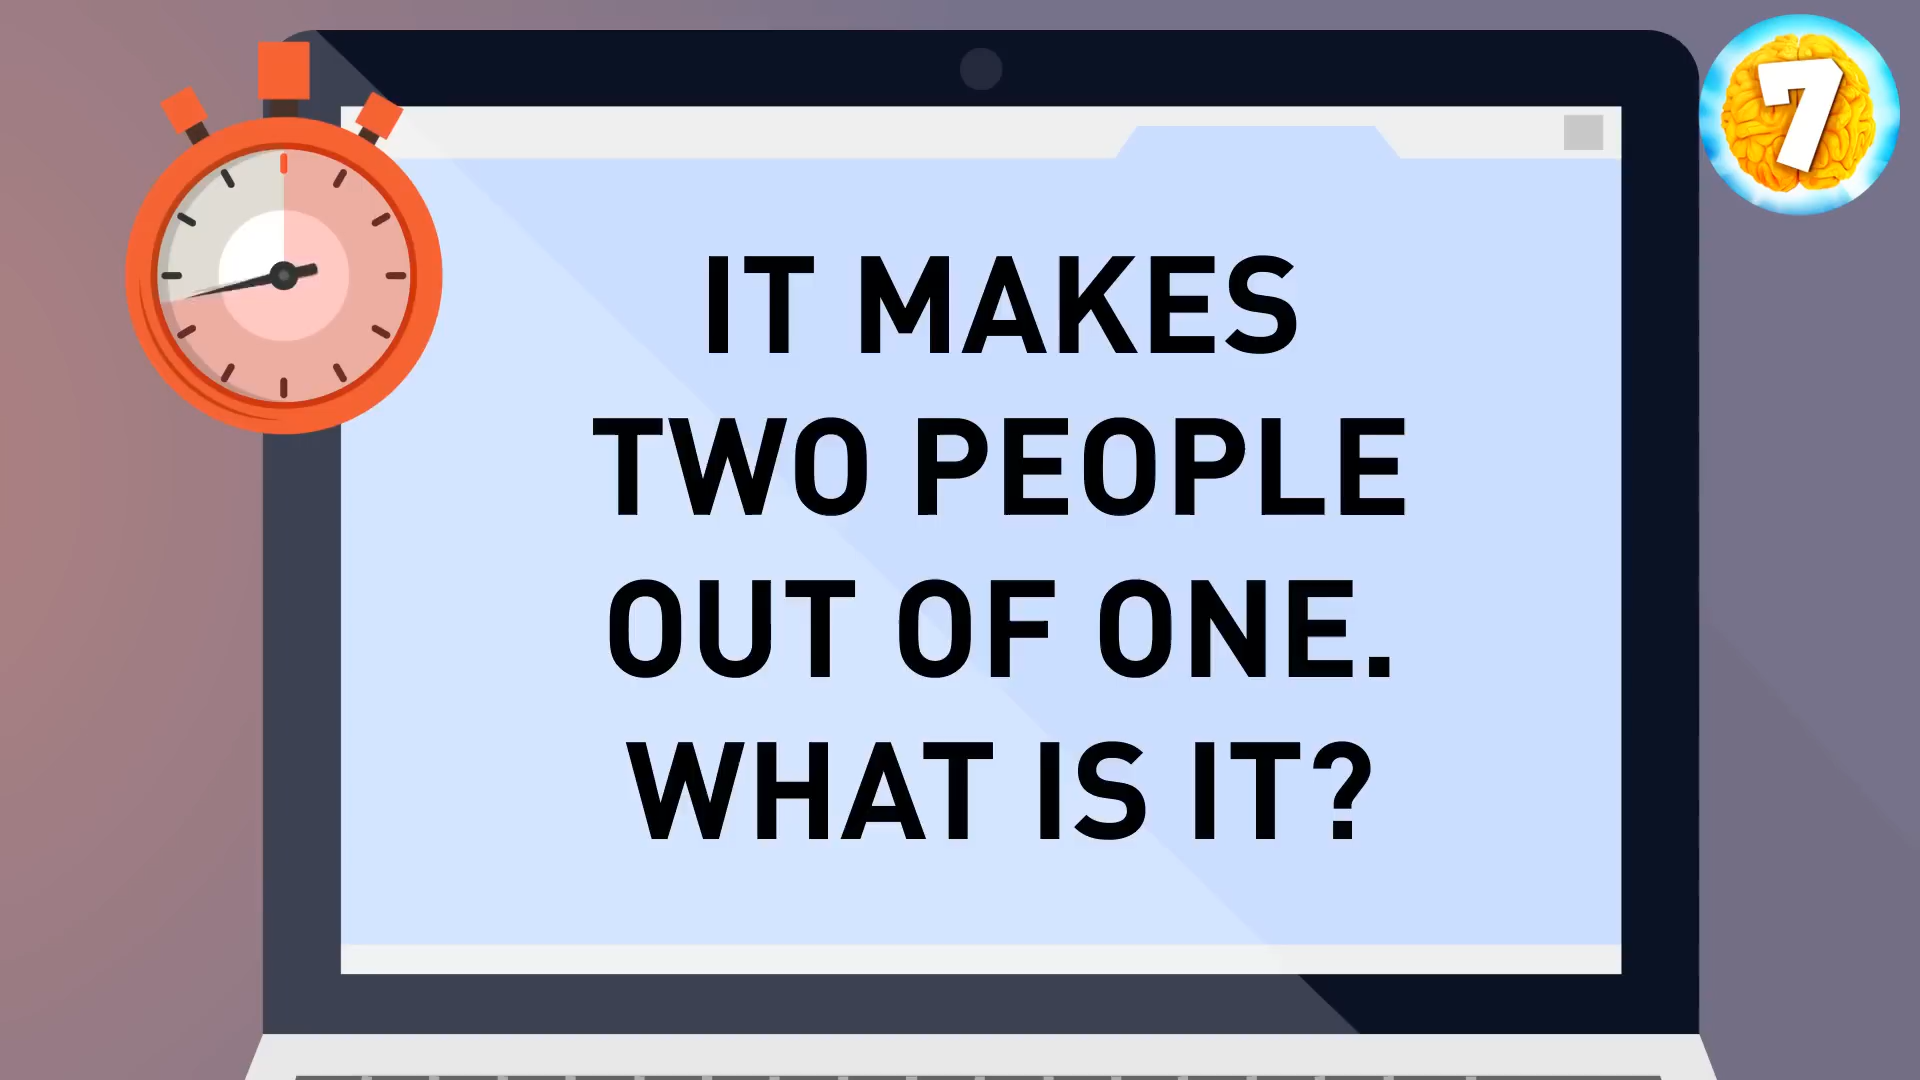 7
IT MAKES
TWO PEOPLE
OUT OF ONE.
WHAT IS IT?